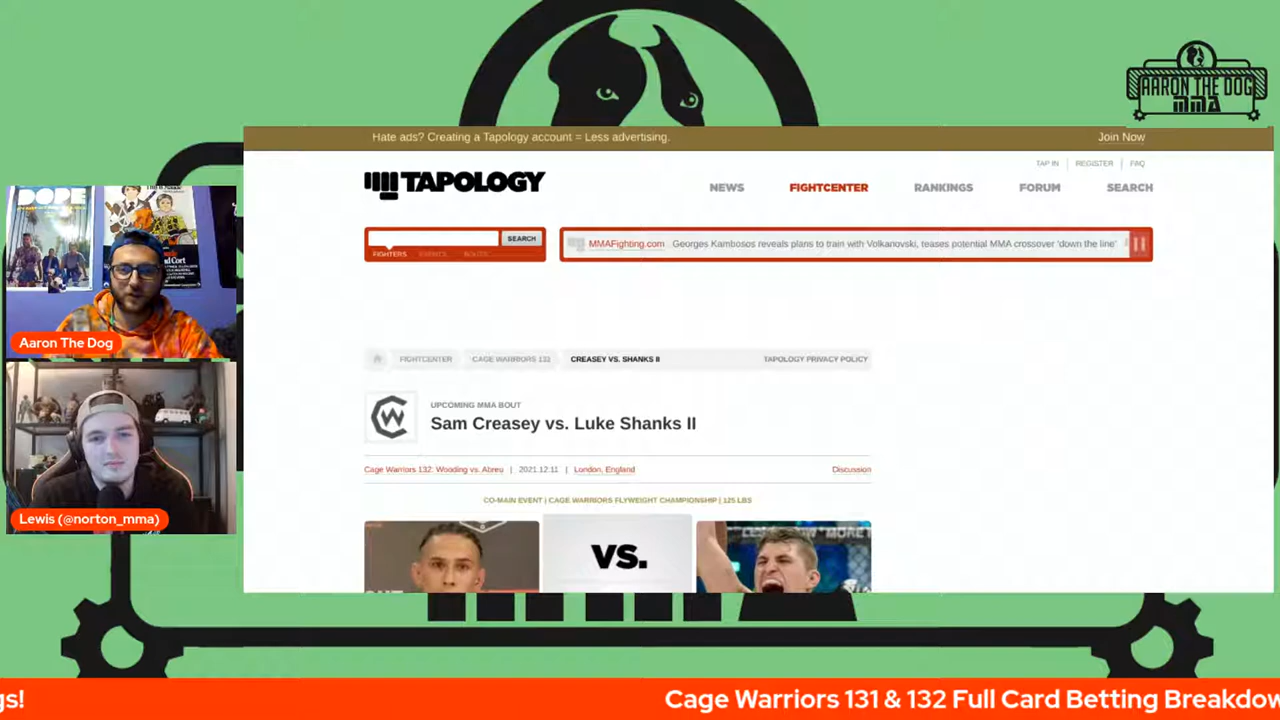 AARON THE DOG
MMA
Hate ads? Creating a Tapology account = Less advertising.
Join Now
TAP IN | REGISTER | FAQ
TAPOLOGY
NEWS
FIGHTCENTER
RANKINGS
FORUM
SEARCH
SEARCH
FIGHTERS
EVENTS
BOUTS
MMAFighting.com Georges Kambosos reveals plans to train with Volkanovski, teases potential MMA crossover 'down the line'
DOPE
Aaron The Dog
FIGHTCENTER
CAGE WARRIORS 131
CREASEY VS. SHANKS II
TAPOLOGY PRIVACY POLICY
CW
UPCOMING MMA BOUT
Sam Creasey vs. Luke Shanks II
Cage Warriors 132: Wooding vs. Abreu | 2021.12.11 | London, England
Discussion
CO-MAIN EVENT | CAGE WARRIORS FLYWEIGHT CHAMPIONSHIP | 125 LBS
VS.
Lewis (@norton_mma)
gs!
Cage Warriors 131 & 132 Full Card Betting Breakdow